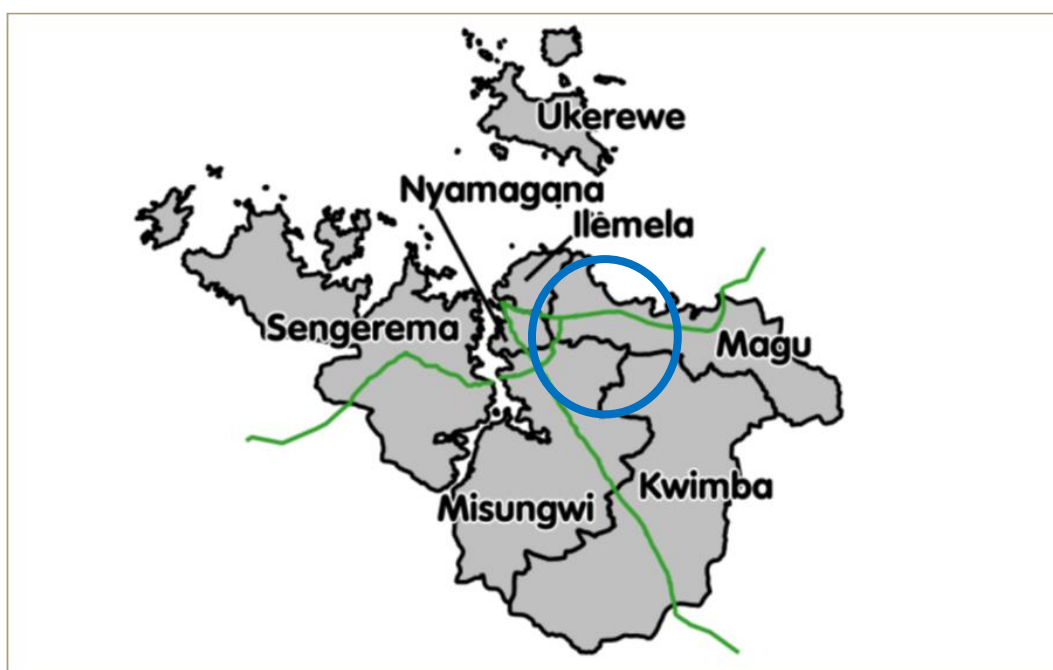 Ukerewe
Nyamagana
Ilemela
Sengerema
Magu
Kwimba
Misungwi